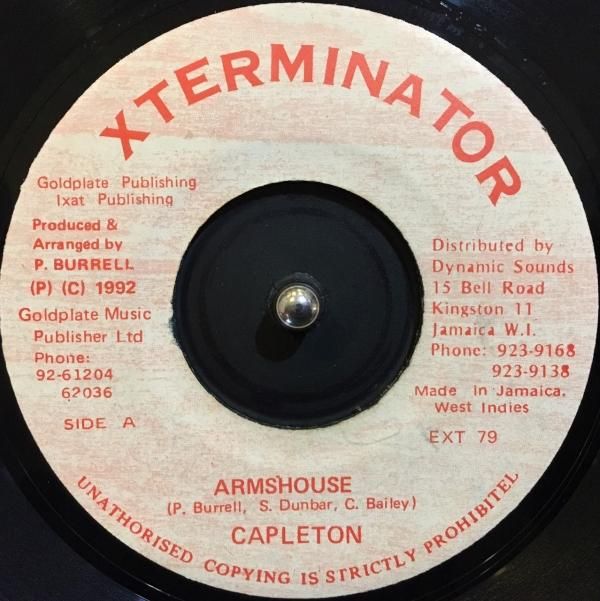 XTERMINATOR
Goldplate Publishing
Ixat Publishing
Produced &
Arranged by
P. BURRELL
(P) (C) 1992
Goldplate Music
Publisher Ltd
Phone:
92-61204
62036
SIDE A
Distributed by
Dynamic Sounds
15 Bell Road
Kingston 11
Jamaica W.I.
Phone: 923-9168
923-9138
Made in Jamaica.
West Indies
EXT 79
ARMSHOUSE
(P. Burrell, S. Dunbar, C. Bailey)
CAPLETON
UNATHORISED COPYING IS STRICTLY PROHIBITEL